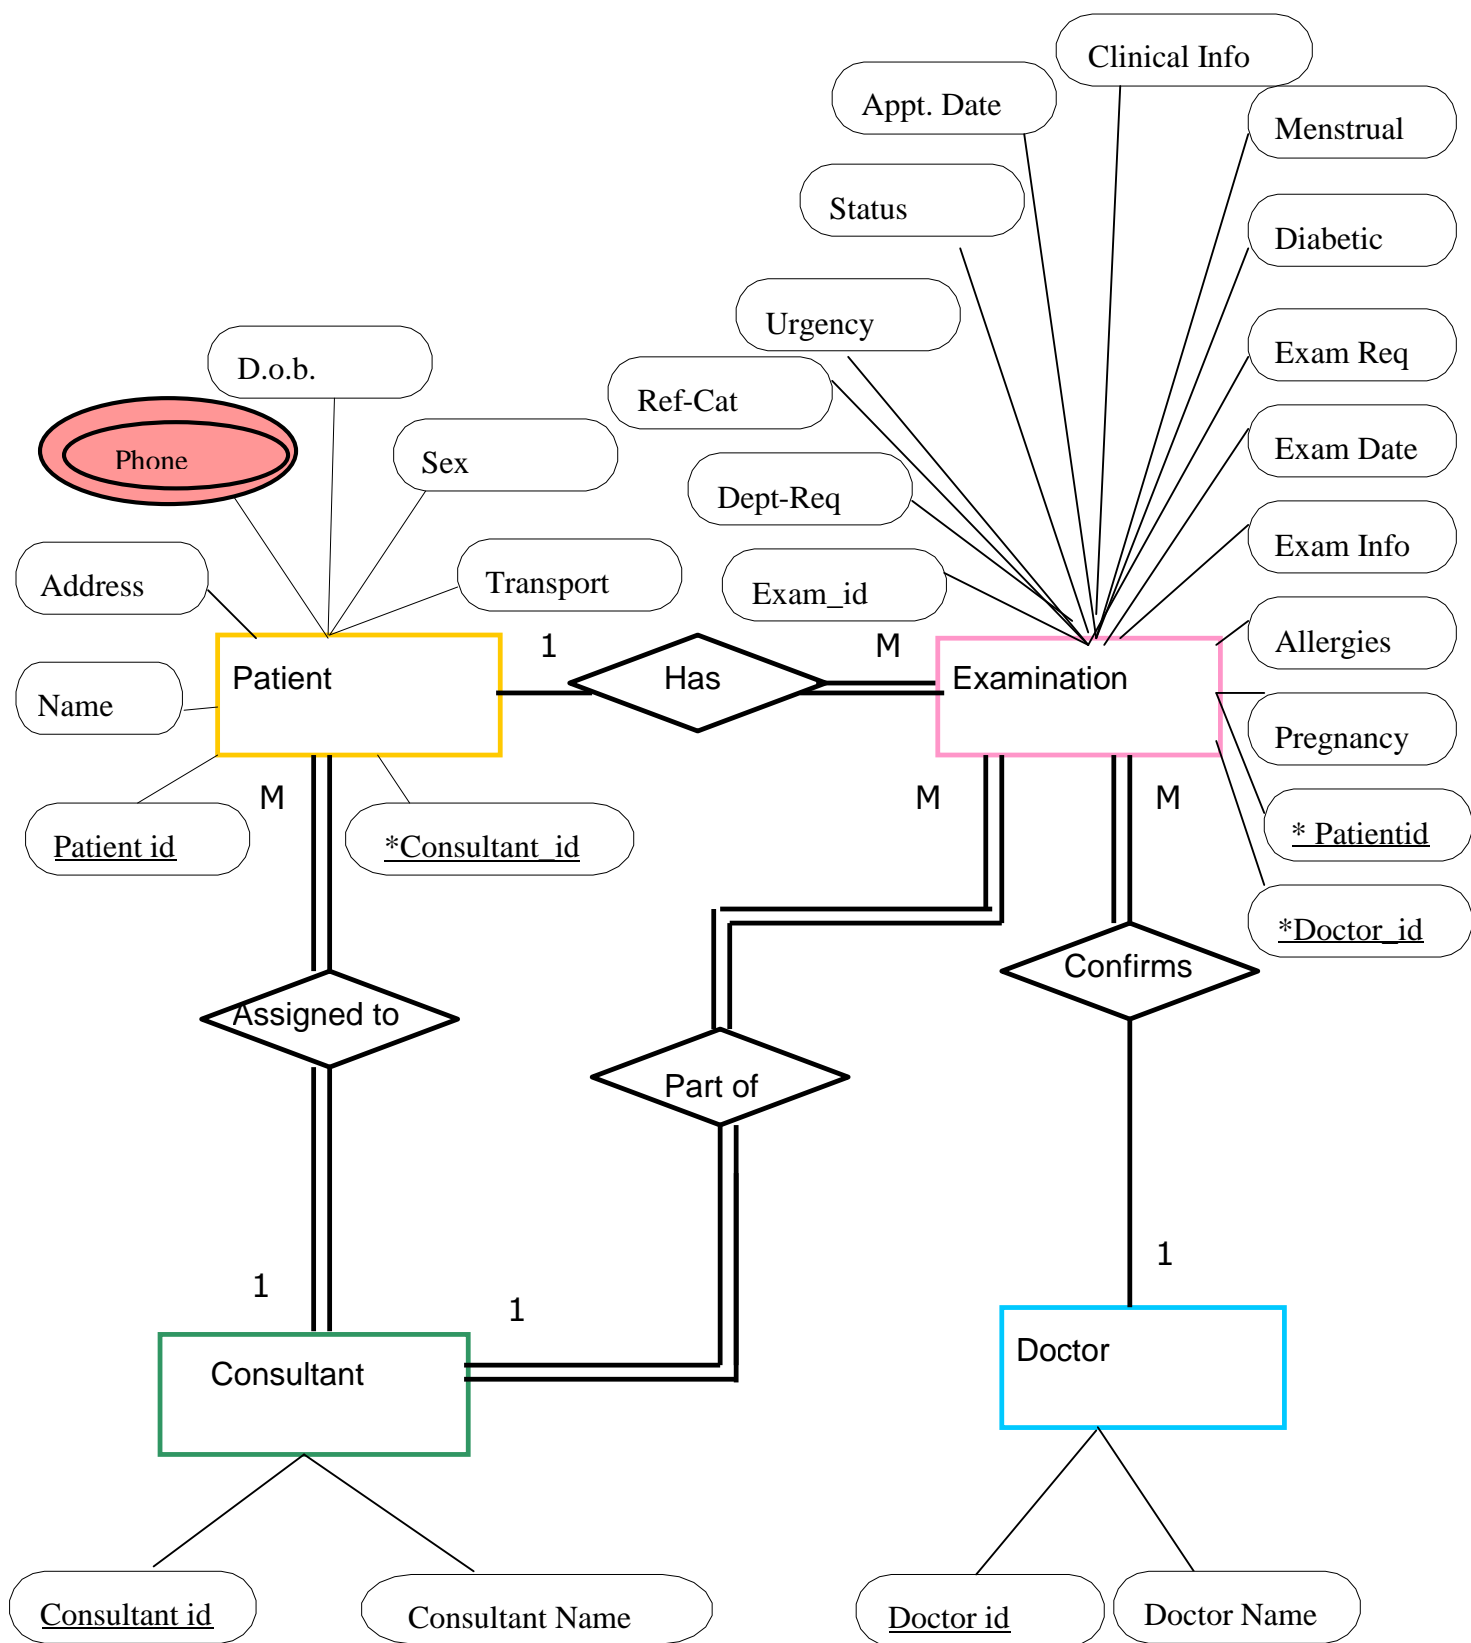 Clinical Info
Appt. Date
Menstrual
Status
Diabetic
Urgency
Exam Req
D.o.b.
Ref-Cat
Exam Date
Phone
Sex
Dept-Req
Exam Info
Address
Transport
Exam_id
Allergies
1
M
Patient
Has
Examination
Name
Pregnancy
M
M
M
Patient id
*Consultant_id
* Patientid
*Doctor_id
Confirms
Assigned to
Part of
1
1
1
Doctor
Consultant
Consultant id
Consultant Name
Doctor id
Doctor Name